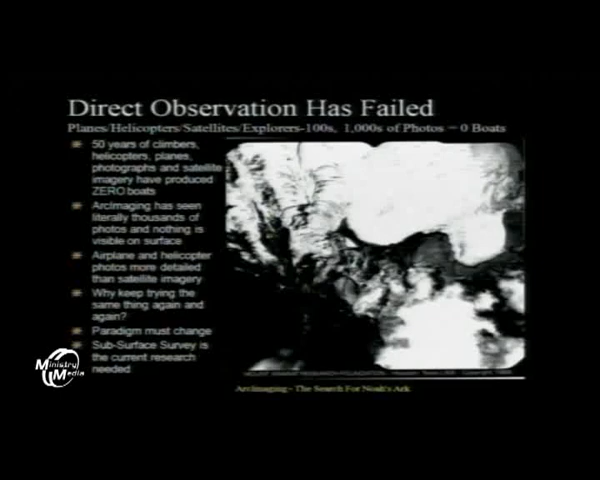 Direct Observation Has Failed
Planes/Helicopters/Satellites/Explorers-100s, 1,000s of Photos = 0 Boats
50 years of climbers,
helicopters, planes,
photographs and satellite
imagery have produced
ZERO boats
ArcImaging has seen
literally thousands of
photos and nothing is
visible on surface
Airplane and helicopter
photos more detailed
than satellite imagery
Why keep trying the
same thing again and
again?
Paradigm must change
Sub-Surface Survey is
the current research
needed
Ministry
Media
ArcImaging - The Search For Noah's Ark